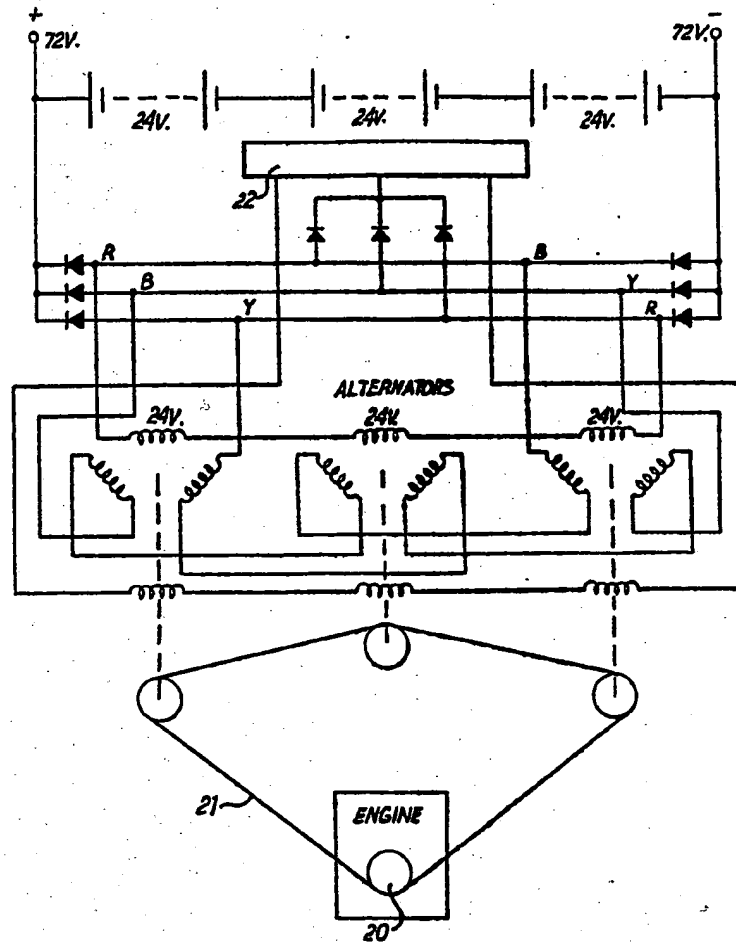 + −
72V. 72V.
24V. 24V. 24V.
22
R B
B Y
Y R
ALTERNATORS
24V. 24V. 24V.
21
ENGINE
20